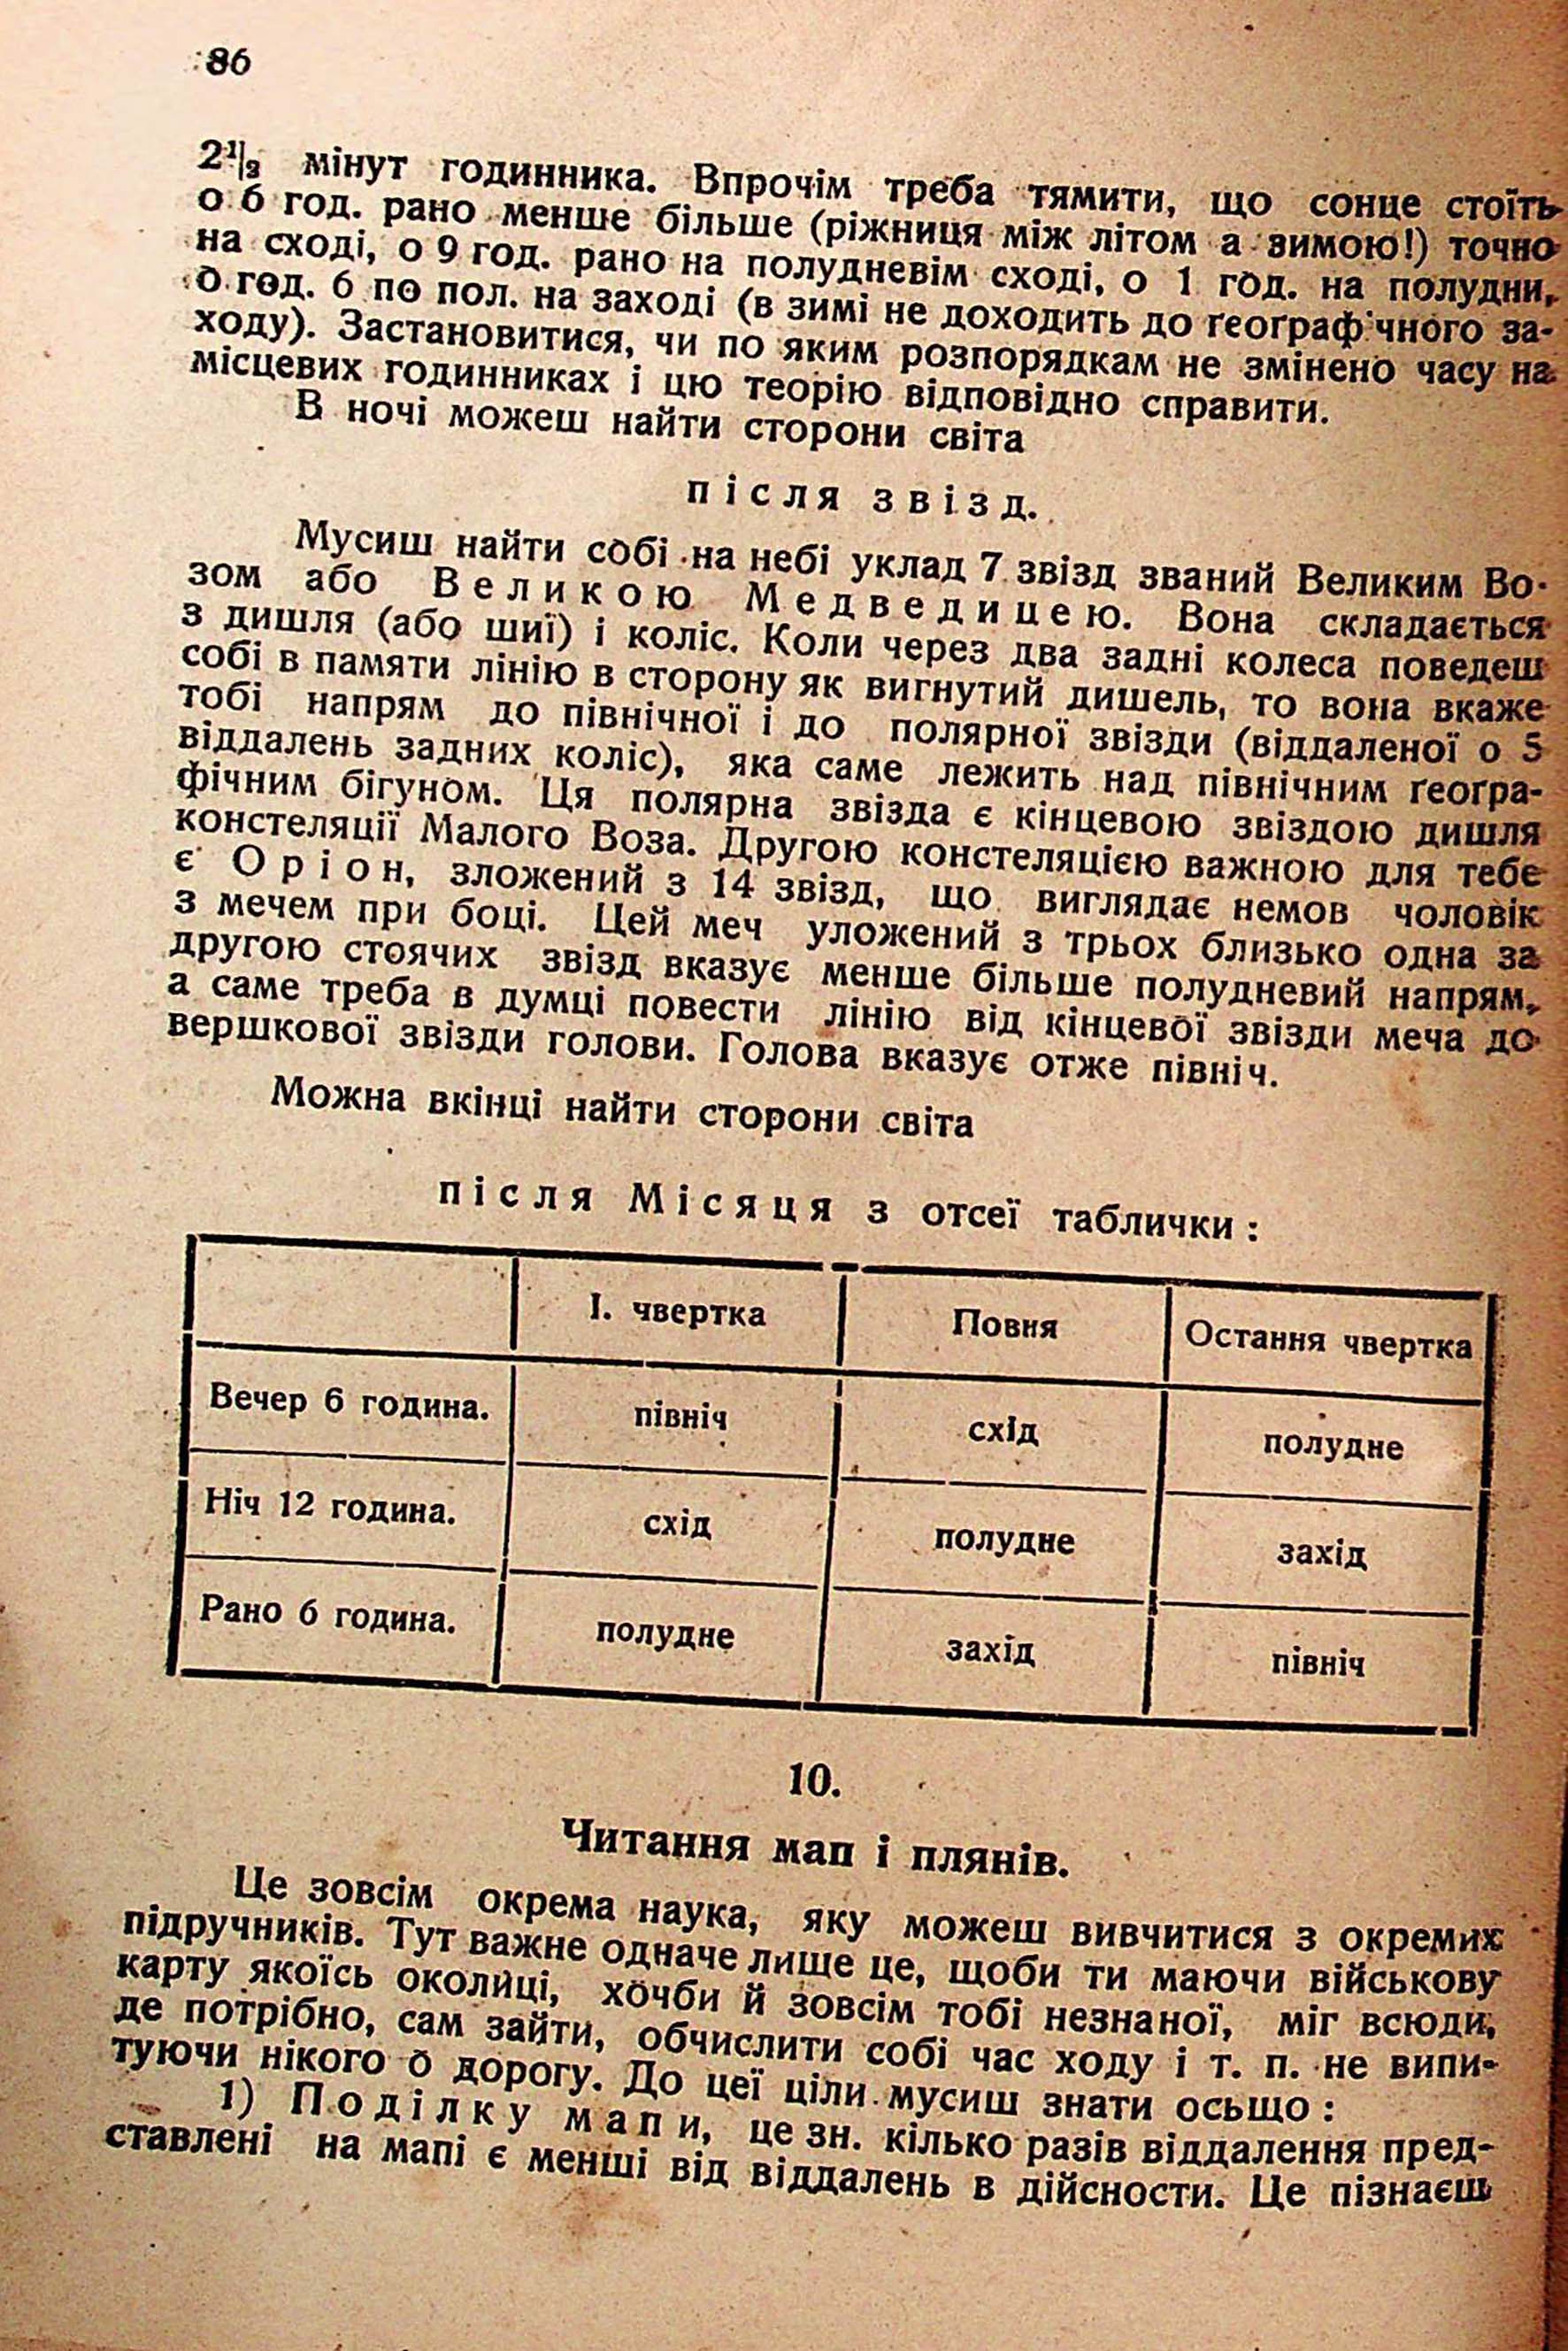 86
2½ мінут годинника. Впрочім треба тямити, що сонце стоїть
о 6 год. рано менше більше (ріжниця між літом а зимою!) точно
на сході, о 9 год. рано на полудневім сході, о 1 год. на полудни,
о год. 6 по пол. на заході (в зимі не доходить до ґеоґрафічного за-
ходу). Застановитися, чи по яким розпорядкам не змінено часу на
місцевих годинниках і цю теорію відповідно справити.
В ночі можеш найти сторони світа
після звізд.
Мусиш найти собі на небі уклад 7 звізд званий Великим Во-
зом або Великою Медведицею. Вона складається
з дишля (або шиї) і коліс. Коли через два задні колеса поведеш
собі в памяти лінію в сторону як вигнутий дишель, то вона вкаже
тобі напрям до північної і до полярної звізди (віддаленої о 5
віддалень задних коліс), яка саме лежить над північним ґеоґра-
фічним бігуном. Ця полярна звізда є кінцевою звіздою дишля
констеляції Малого Воза. Другою констеляцією важною для тебе
є Оріон, зложений з 14 звізд, що виглядає немов чоловік
з мечем при боці. Цей меч уложений з трьох близько одна за
другою стоячих звізд вказує менше більше полудневий напрям,
а саме треба в думці повести лінію від кінцевої звізди меча до
вершкової звізди голови. Голова вказує отже північ.
Можна вкінці найти сторони світа
після Місяця з отсеї таблички:
І. чвертка Повня Остання чвертка
Вечер 6 година. північ схід полудне
Ніч 12 година. схід полудне захід
Рано 6 година. полудне захід північ
10.
Читання мап і плянів.
Це зовсім окрема наука, яку можеш вивчитися з окремих
підручників. Тут важне одначе лише це, щоби ти маючи військову
карту якоїсь околиці, хочби й зовсім тобі незнаної, міг всюди,
де потрібно, сам зайти, обчислити собі час ходу і т. п. не випи-
туючи нікого о дорогу. До цеї ціли мусиш знати осьщо:
1) Поділку мапи, це зн. кілько разів віддалення пред-
ставлені на мапі є менші від віддалень в дійсности. Це пізнаєш